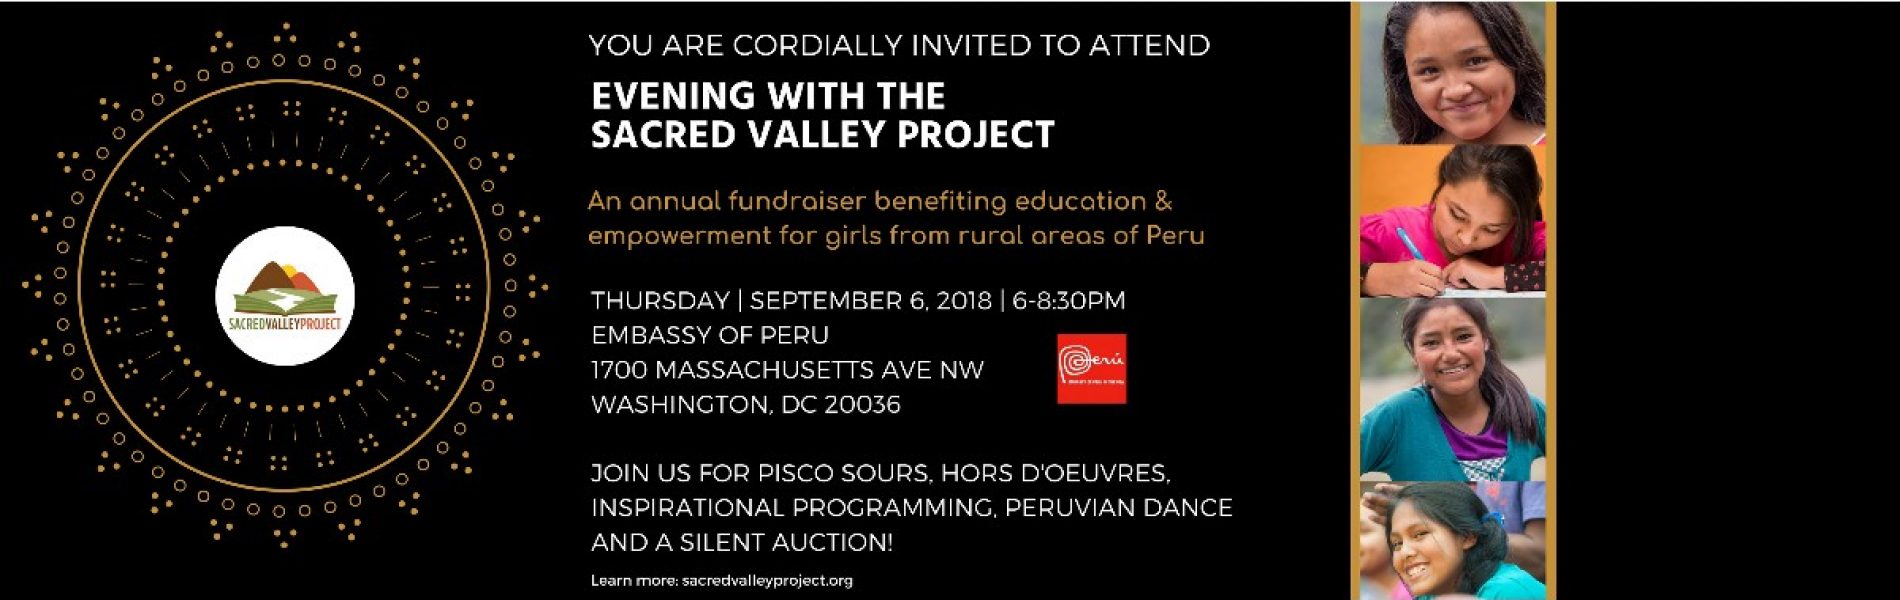 YOU ARE CORDIALLY INVITED TO ATTEND
EVENING WITH THE
SACRED VALLEY PROJECT
An annual fundraiser benefiting education &
empowerment for girls from rural areas of Peru
THURSDAY | SEPTEMBER 6, 2018 | 6-8:30PM
EMBASSY OF PERU
1700 MASSACHUSETTS AVE NW
WASHINGTON, DC 20036
JOIN US FOR PISCO SOURS, HORS D'OEUVRES,
INSPIRATIONAL PROGRAMMING, PERUVIAN DANCE
AND A SILENT AUCTION!
Learn more: sacredvalleyproject.org
SACREDVALLEYPROJECT
Perú